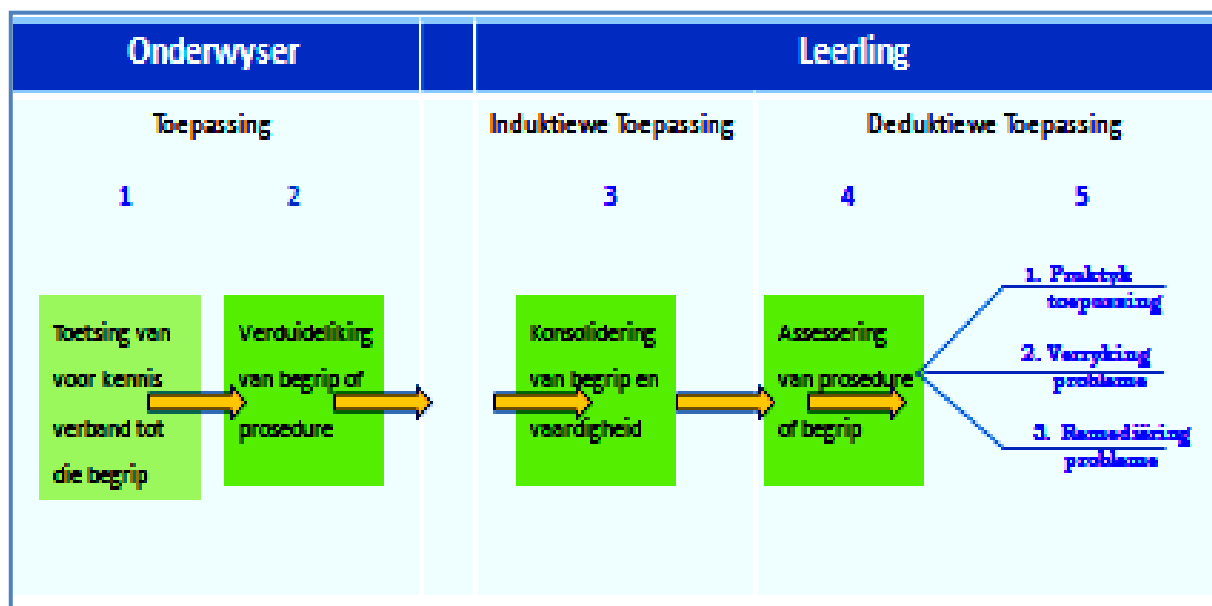 Onderwyser
Leerling
Toepassing
Induktiewe Toepassing
Deduktiewe Toepassing
1
2
3
4
5
Toetsing van
voor kennis
verband tot
die begrip
Verduideliking
van begrip of
prosedure
Konsolidering
van begrip en
vaardigheid
Assessering
van prosedure
of begrip
1. Praktyk
toepassing
2. Verryking
probleme
3. Remediëring
probleme